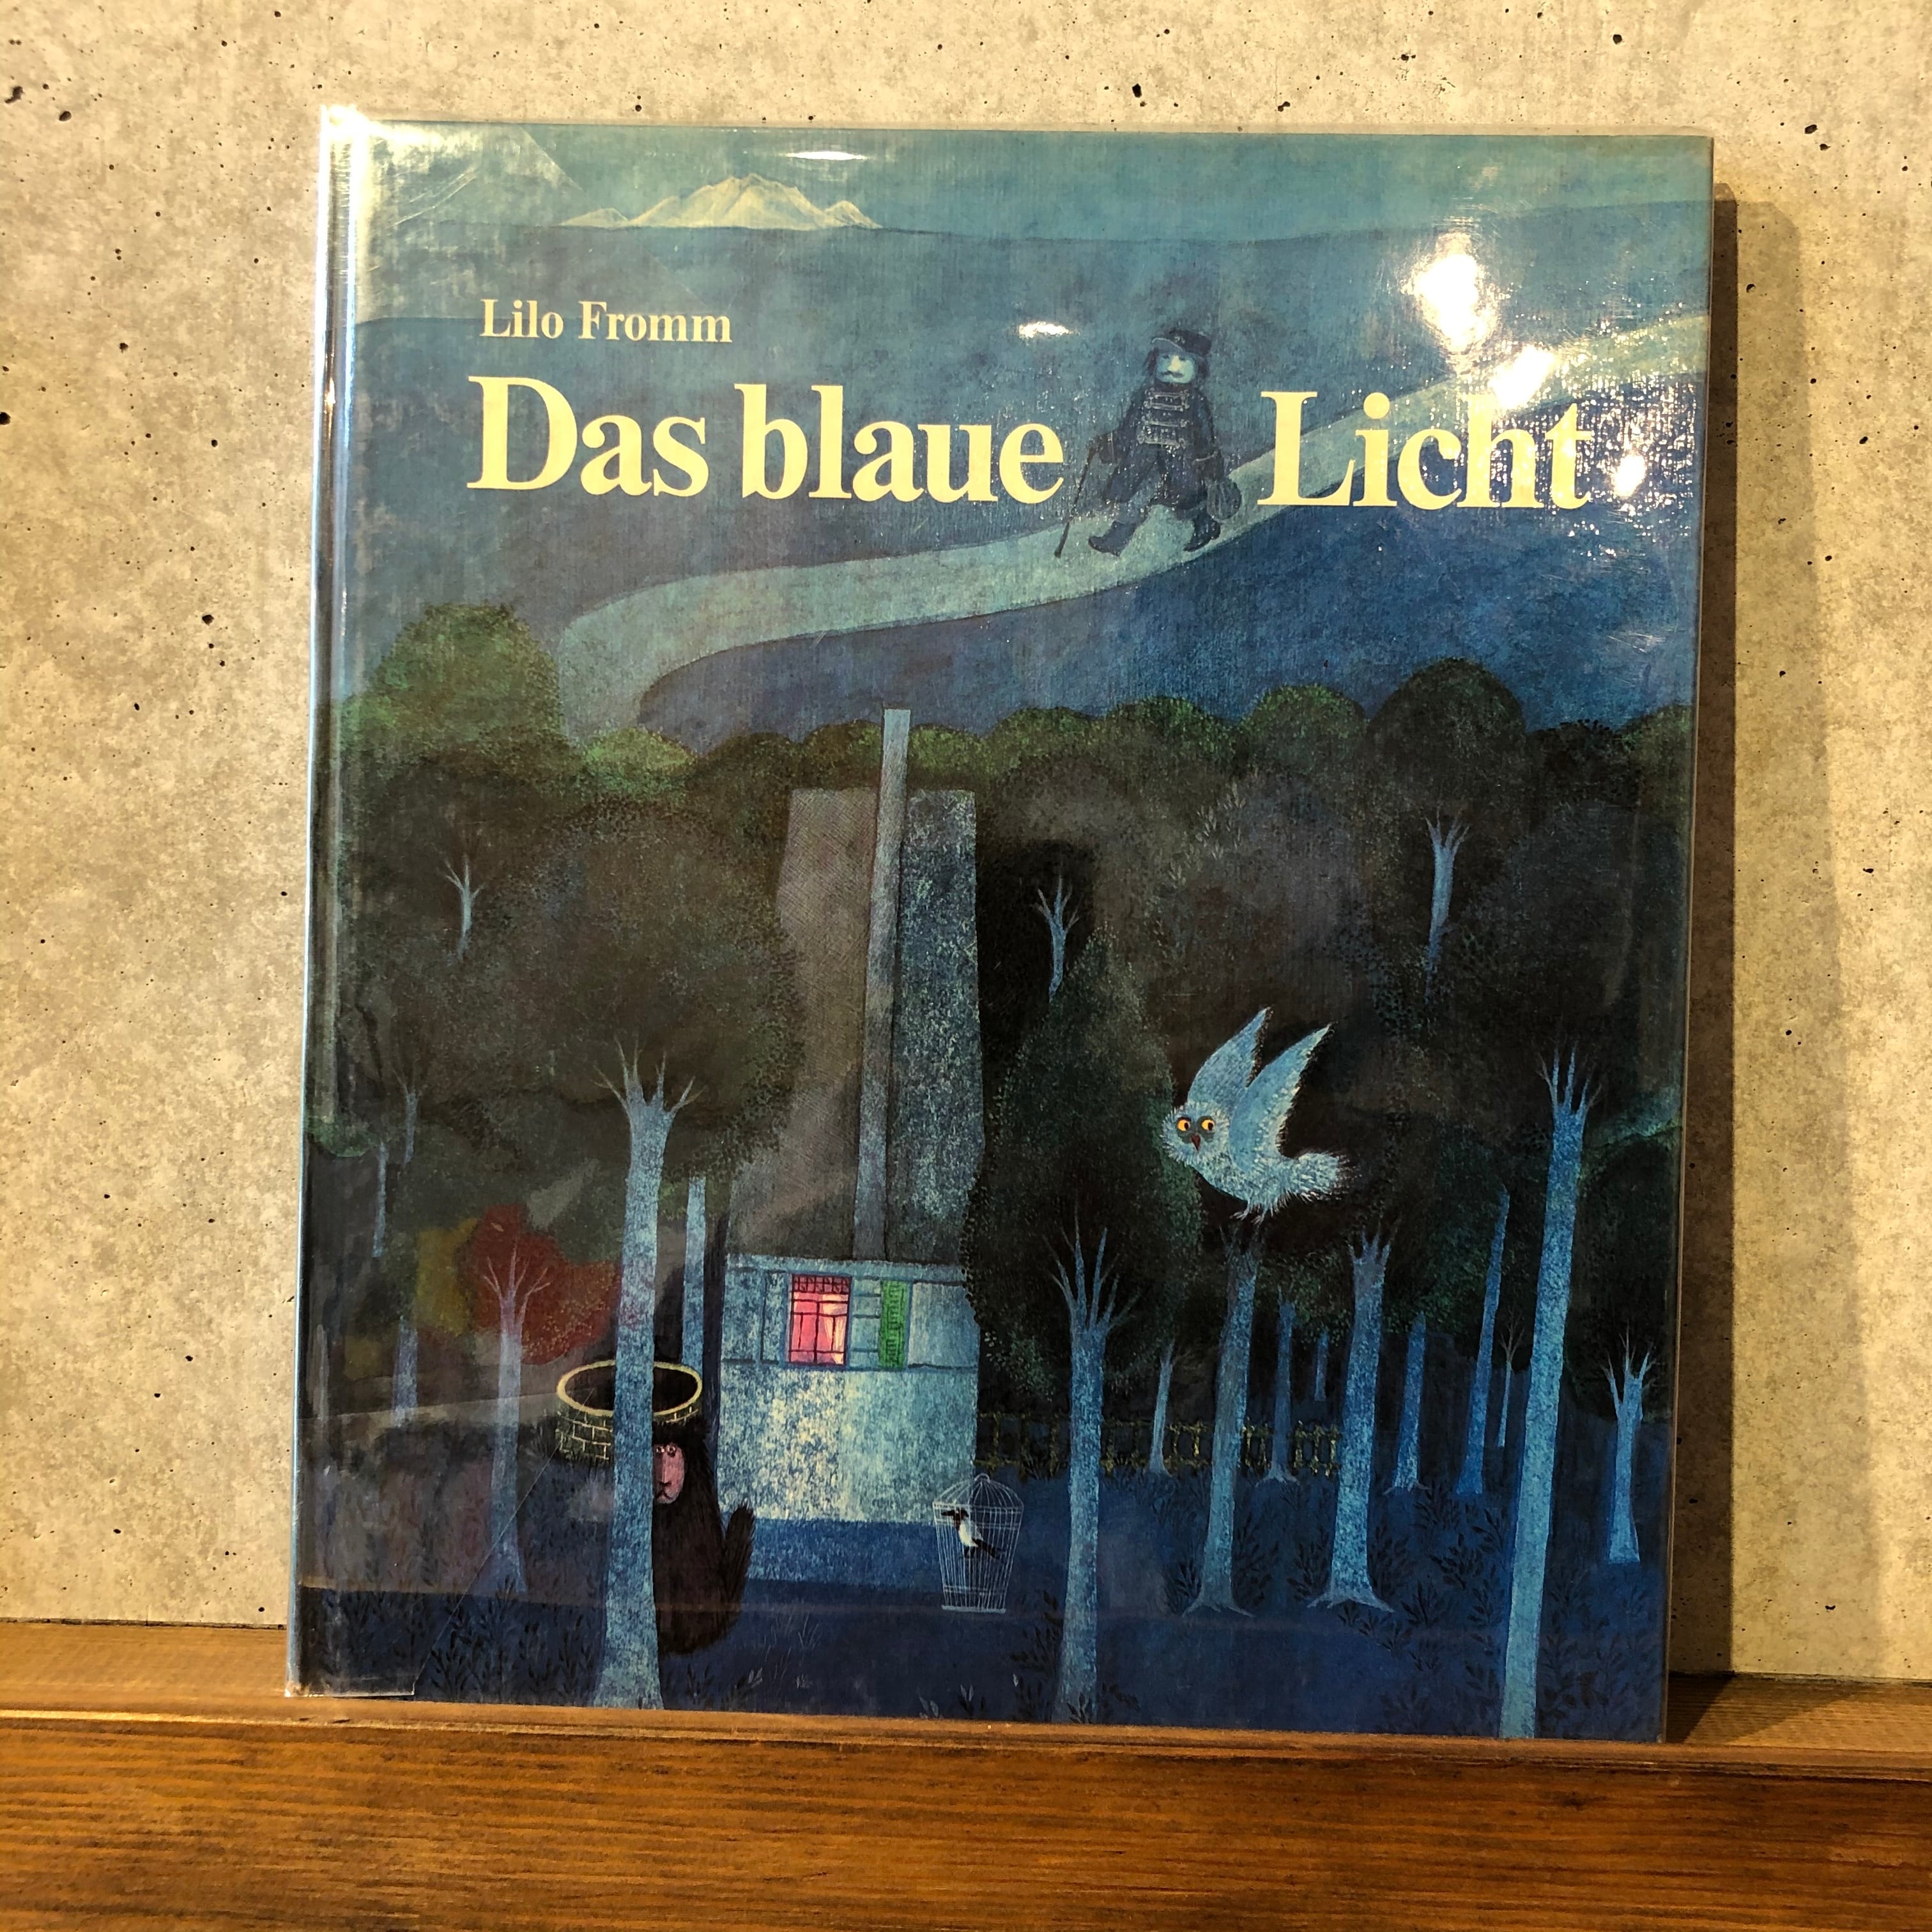 Lilo Fromm
Das blaue Licht